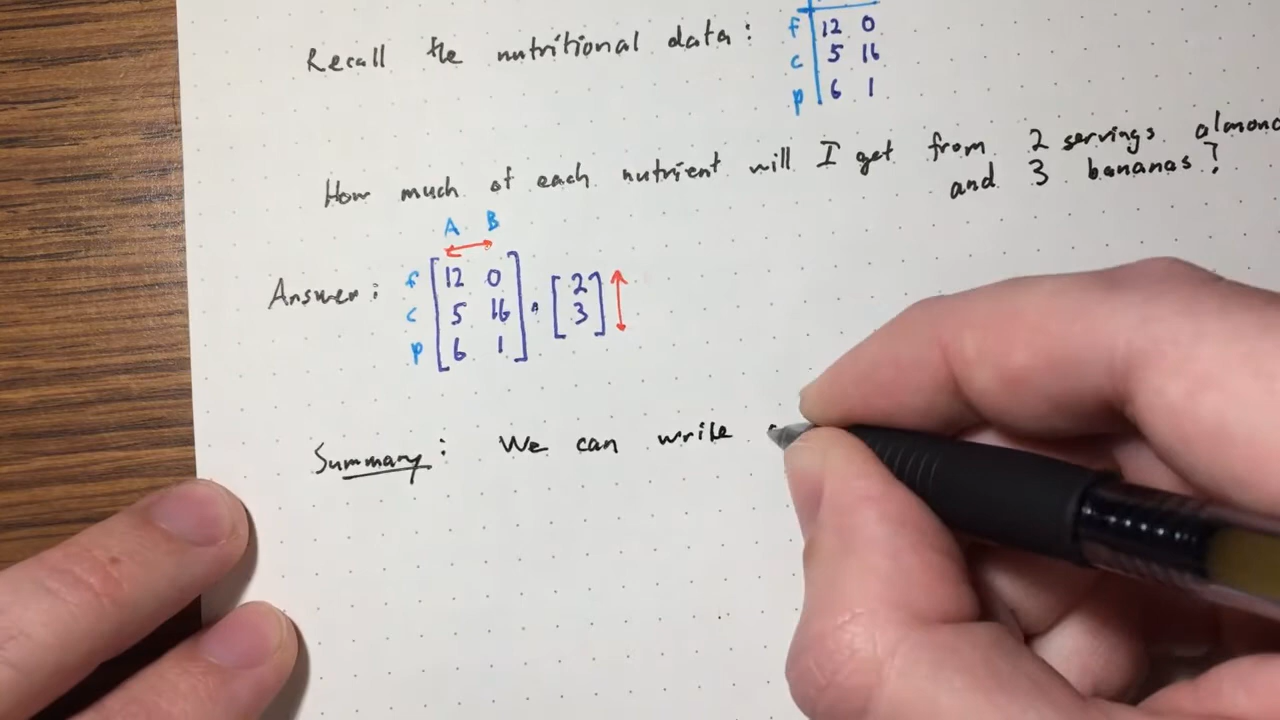 Recall the nutritional data:
f 12 0
c 5 16
p 6 1
How much of each nutrient will I get from 2 servings almond
and 3 bananas?
A B
Answer: f [ 12 0 ] · [ 2 ]
c [ 5 16 ] [ 3 ]
p [ 6 1 ]
Summary: We can write